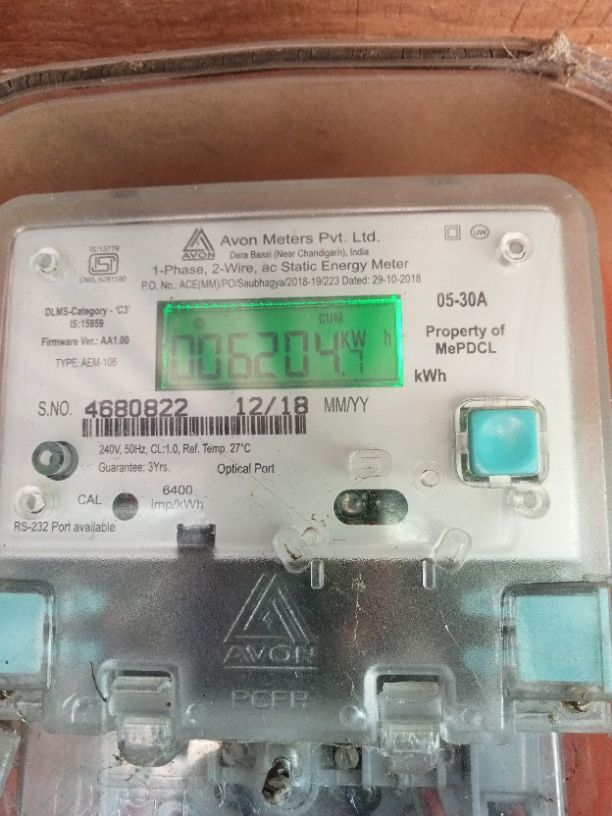 Avon Meters Pvt. Ltd.
AVON
Dera Bassi (Near Chandigarh), India
1-Phase, 2-Wire, ac Static Energy Meter
P.O. No.: ACE(MM)/PO/Saubhagya/2018-19/223 Dated: 29-10-2018
IS:13779
ISI
CM/L:9281180
UW
DLMS-Category - 'C3'
IS:15959
Firmware Ver.: AA1.00
TYPE: AEM-106
CUM
006204. KW h
kWh
05-30A
Property of
MePDCL
S.NO. 4680822 12/18 MM/YY
240V, 50Hz, CL:1.0, Ref. Temp. 27°C
Guarantee: 3Yrs. Optical Port
CAL
6400
imp/kWh
RS-232 Port available
AVON